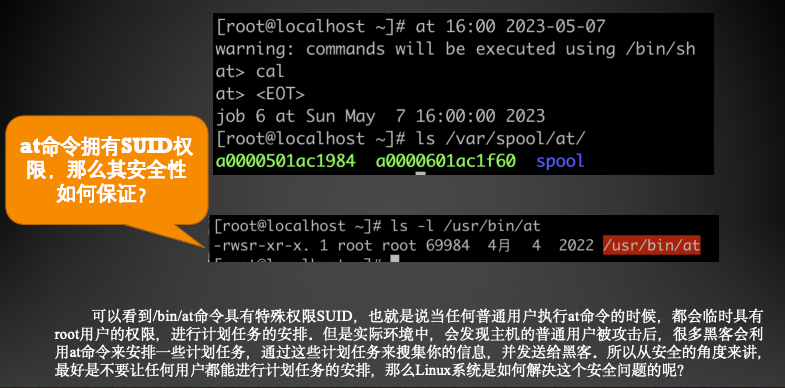 [root@localhost ~]# at 16:00 2023-05-07
warning: commands will be executed using /bin/sh
at> cal
at> <EOT>
job 6 at Sun May  7 16:00:00 2023
[root@localhost ~]# ls /var/spool/at/
a0000501ac1984  a0000601ac1f60  spool
at命令拥有SUID权
限，那么其安全性
如何保证？
[root@localhost ~]# ls -l /usr/bin/at
-rwsr-xr-x. 1 root root 69984  4月  4  2022 /usr/bin/at
可以看到/bin/at命令具有特殊权限SUID，也就是说当任何普通用户执行at命令的时候，都会临时具有
root用户的权限，进行计划任务的安排。但是实际环境中，会发现主机的普通用户被攻击后，很多黑客会利
用at命令来安排一些计划任务，通过这些计划任务来搜集你的信息，并发送给黑客。所以从安全的角度来讲，
最好是不要让任何用户都能进行计划任务的安排，那么Linux系统是如何解决这个安全问题的呢？